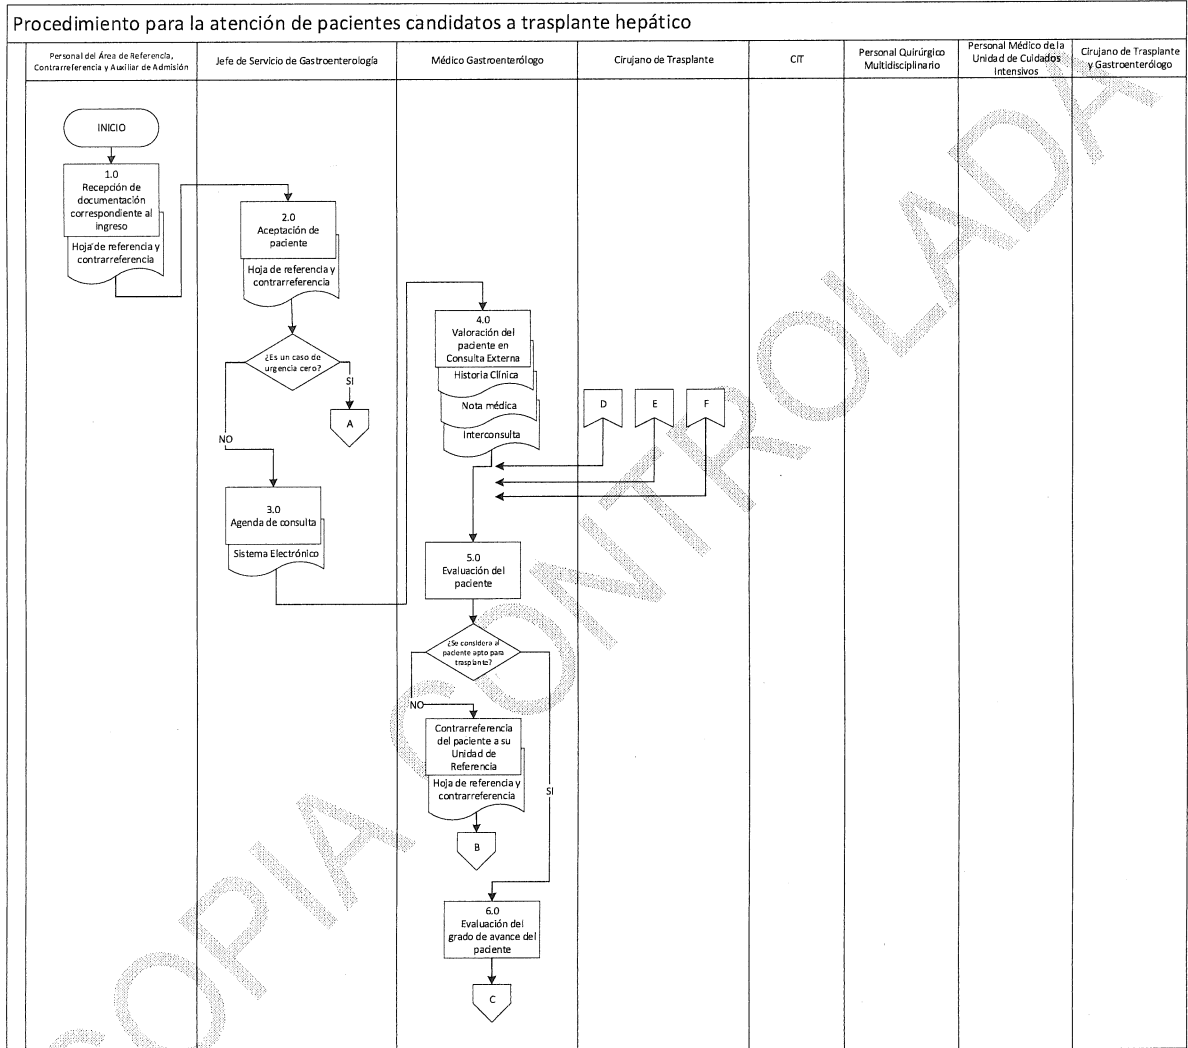 Procedimiento para la atención de pacientes candidatos a trasplante hepático
Personal del Área de Referencia,
Contrarreferencia y Auxiliar de Admisión
Jefe de Servicio de Gastroenterología
Médico Gastroenterólogo
Cirujano de Trasplante
CIT
Personal Quirúrgico
Multidisciplinario
Personal Médico de la
Unidad de Cuidados
Intensivos
Cirujano de Trasplante
y Gastroenterólogo
INICIO
1.0
Recepción de
documentación
correspondiente al
ingreso
Hoja de referencia y
contrarreferencia
2.0
Aceptación de
paciente
Hoja de referencia y
contrarreferencia
¿Es un caso de
urgencia cero?
SI
A
NO
3.0
Agenda de consulta
Sistema Electrónico
4.0
Valoración del
paciente en
Consulta Externa
Historia Clínica
Nota médica
Interconsulta
D
E
F
5.0
Evaluación del
paciente
¿Se considera al
paciente apto para
trasplante?
NO
Contrarreferencia
del paciente a su
Unidad de
Referencia
Hoja de referencia y
contrarreferencia
SI
B
6.0
Evaluación del
grado de avance del
paciente
C
COPIA CONTROLADA